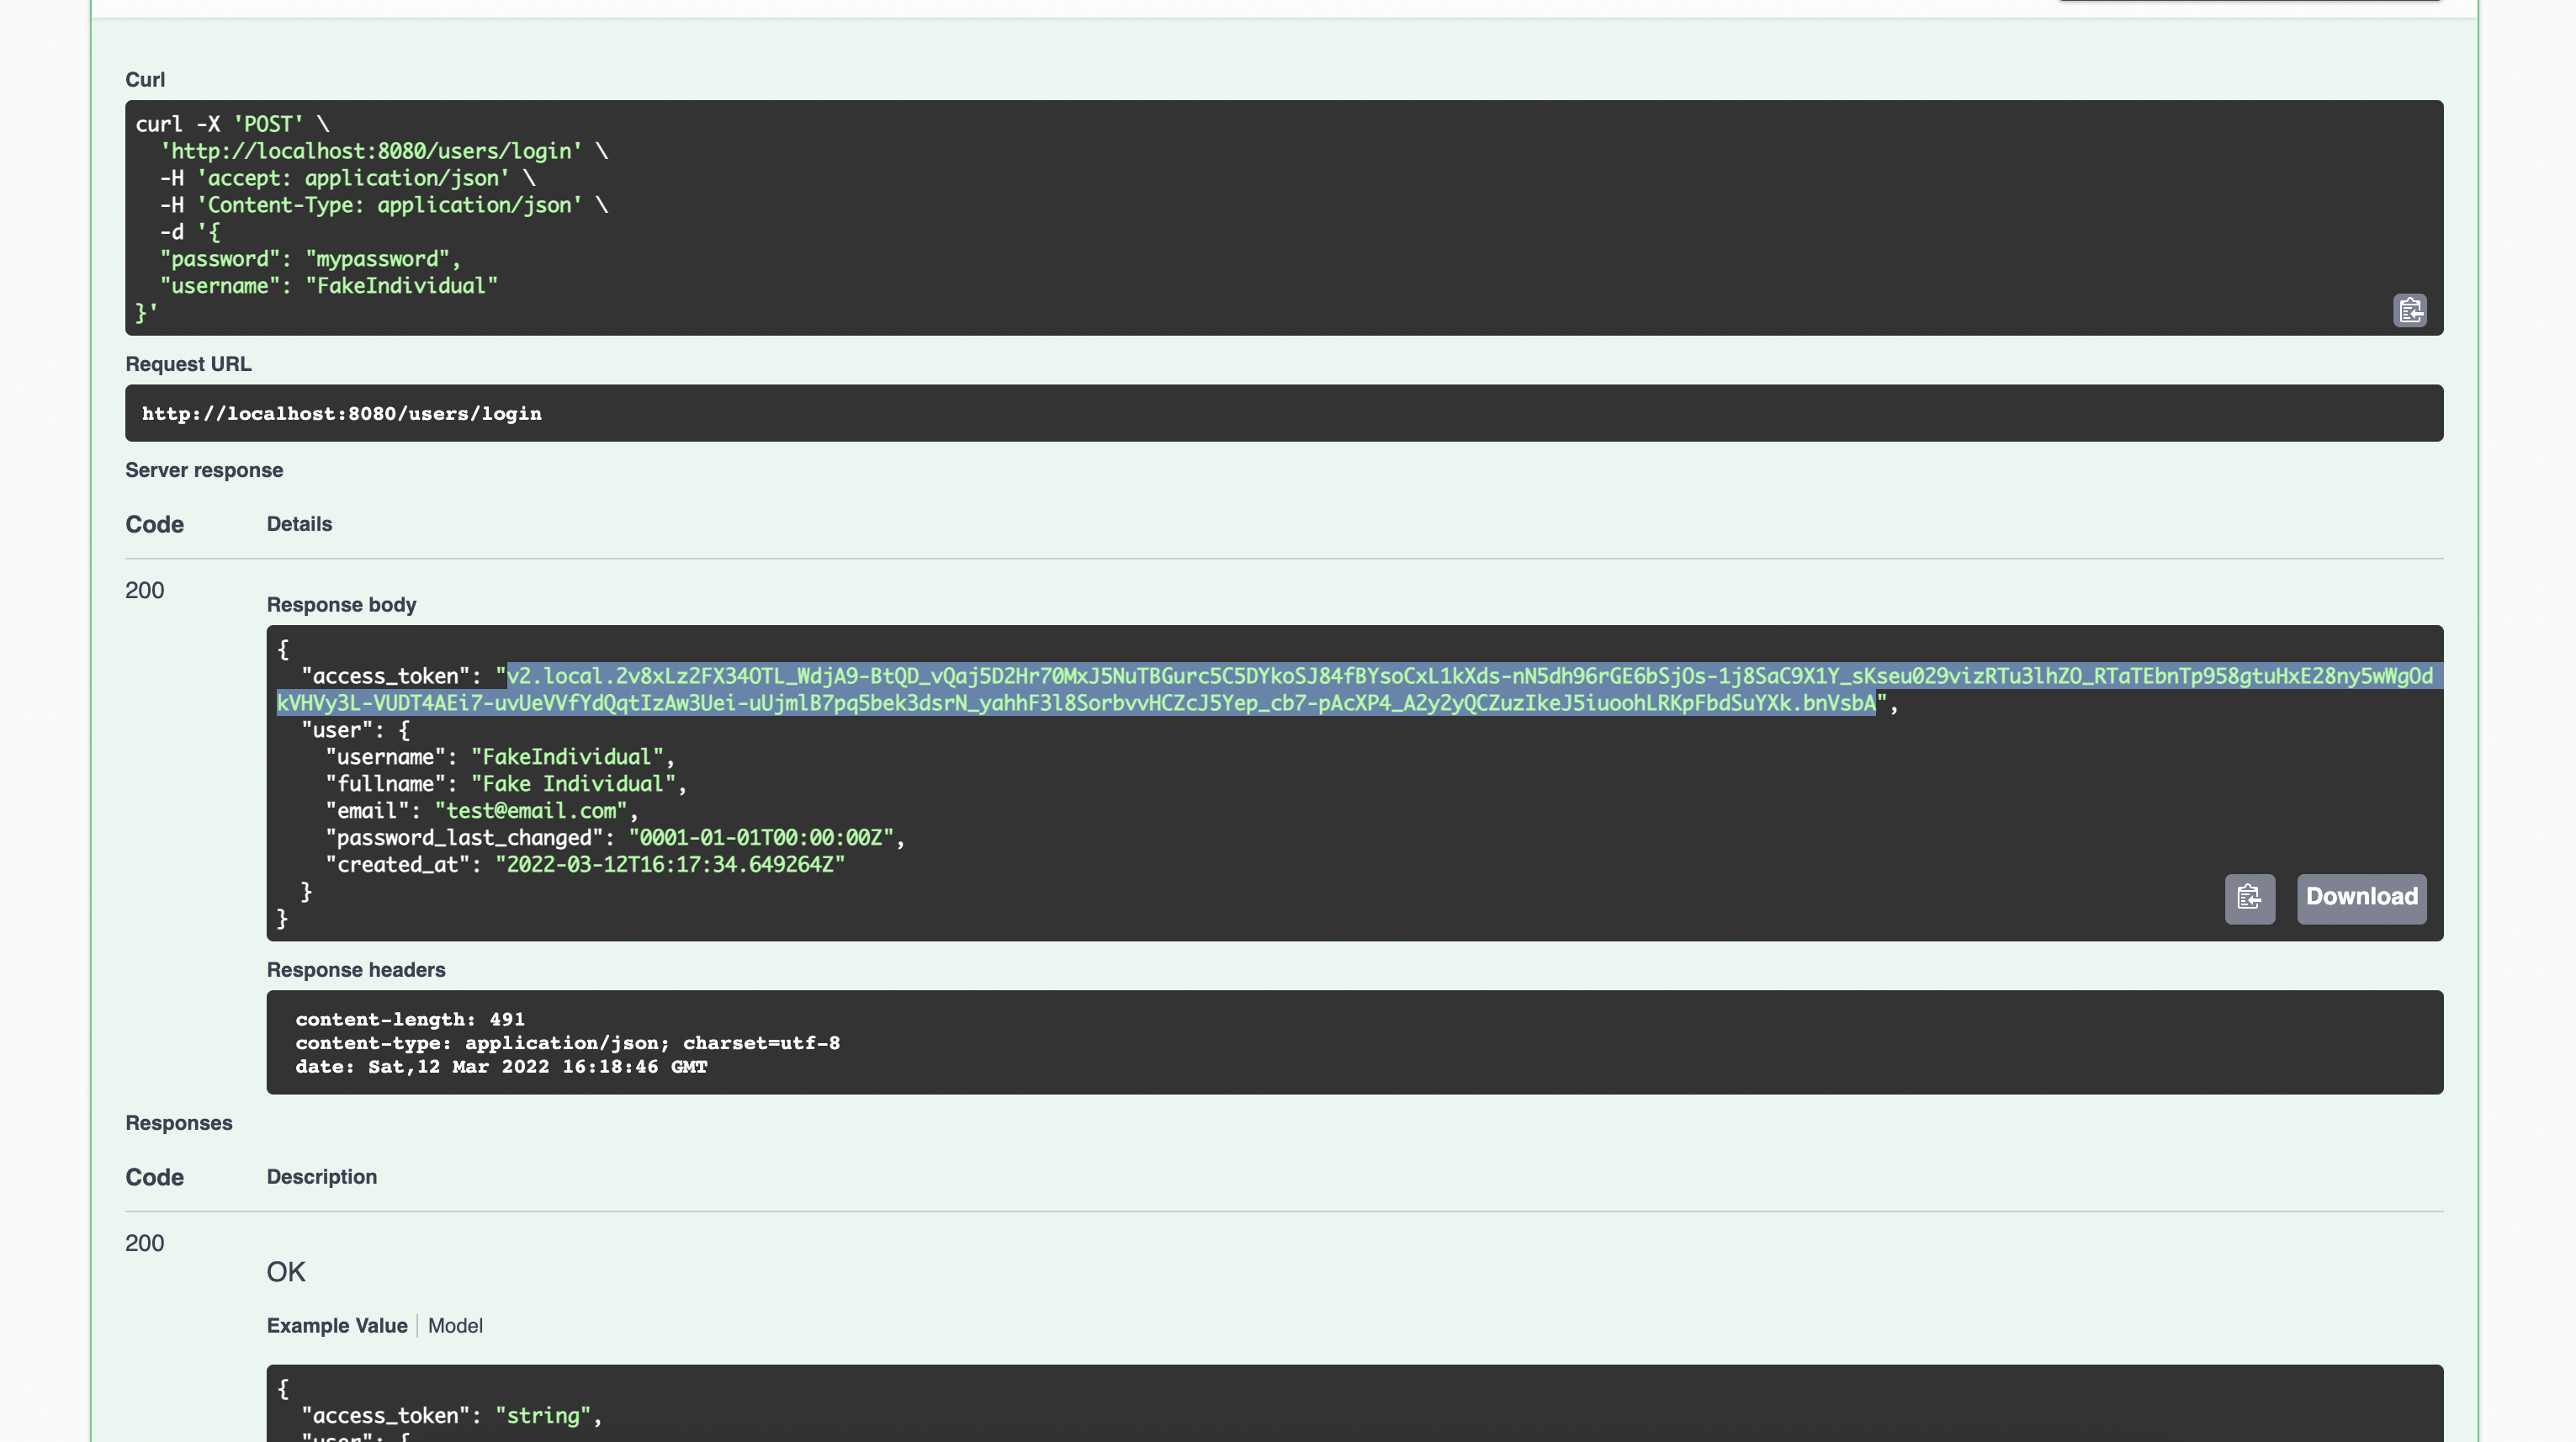 Curl
curl -X 'POST' \
  'http://localhost:8080/users/login' \
  -H 'accept: application/json' \
  -H 'Content-Type: application/json' \
  -d '{
  "password": "mypassword",
  "username": "FakeIndividual"
}'
Request URL
http://localhost:8080/users/login
Server response
Code Details
200
Response body
{
  "access_token": "v2.local.2v8xLz2FX34OTL_WdjA9-BtQD_vQaj5D2Hr70MxJ5NuTBGurc5C5DYkoSJ84fBYsoCxL1kXds-nN5dh96rGE6bSjOs-1j8SaC9X1Y_sKseu029vizRTu3lhZO_RTaTEbnTp958gtuHxE28ny5wWgOd
kVHVy3L-VUDT4AEi7-uvUeVVfYdQqtIzAw3Uei-uUjmlB7pq5bek3dsrN_yahhF3l8SorbvvHCZcJ5Yep_cb7-pAcXP4_A2y2yQCZuzIkeJ5iuoohLRKpFbdSuYXk.bnVsbA",
  "user": {
    "username": "FakeIndividual",
    "fullname": "Fake Individual",
    "email": "test@email.com",
    "password_last_changed": "0001-01-01T00:00:00Z",
    "created_at": "2022-03-12T16:17:34.649264Z"
  }
}
Download
Response headers
content-length: 491
content-type: application/json; charset=utf-8
date: Sat,12 Mar 2022 16:18:46 GMT
Responses
Code Description
200
OK
Example Value Model
{
  "access_token": "string",
  "user": {